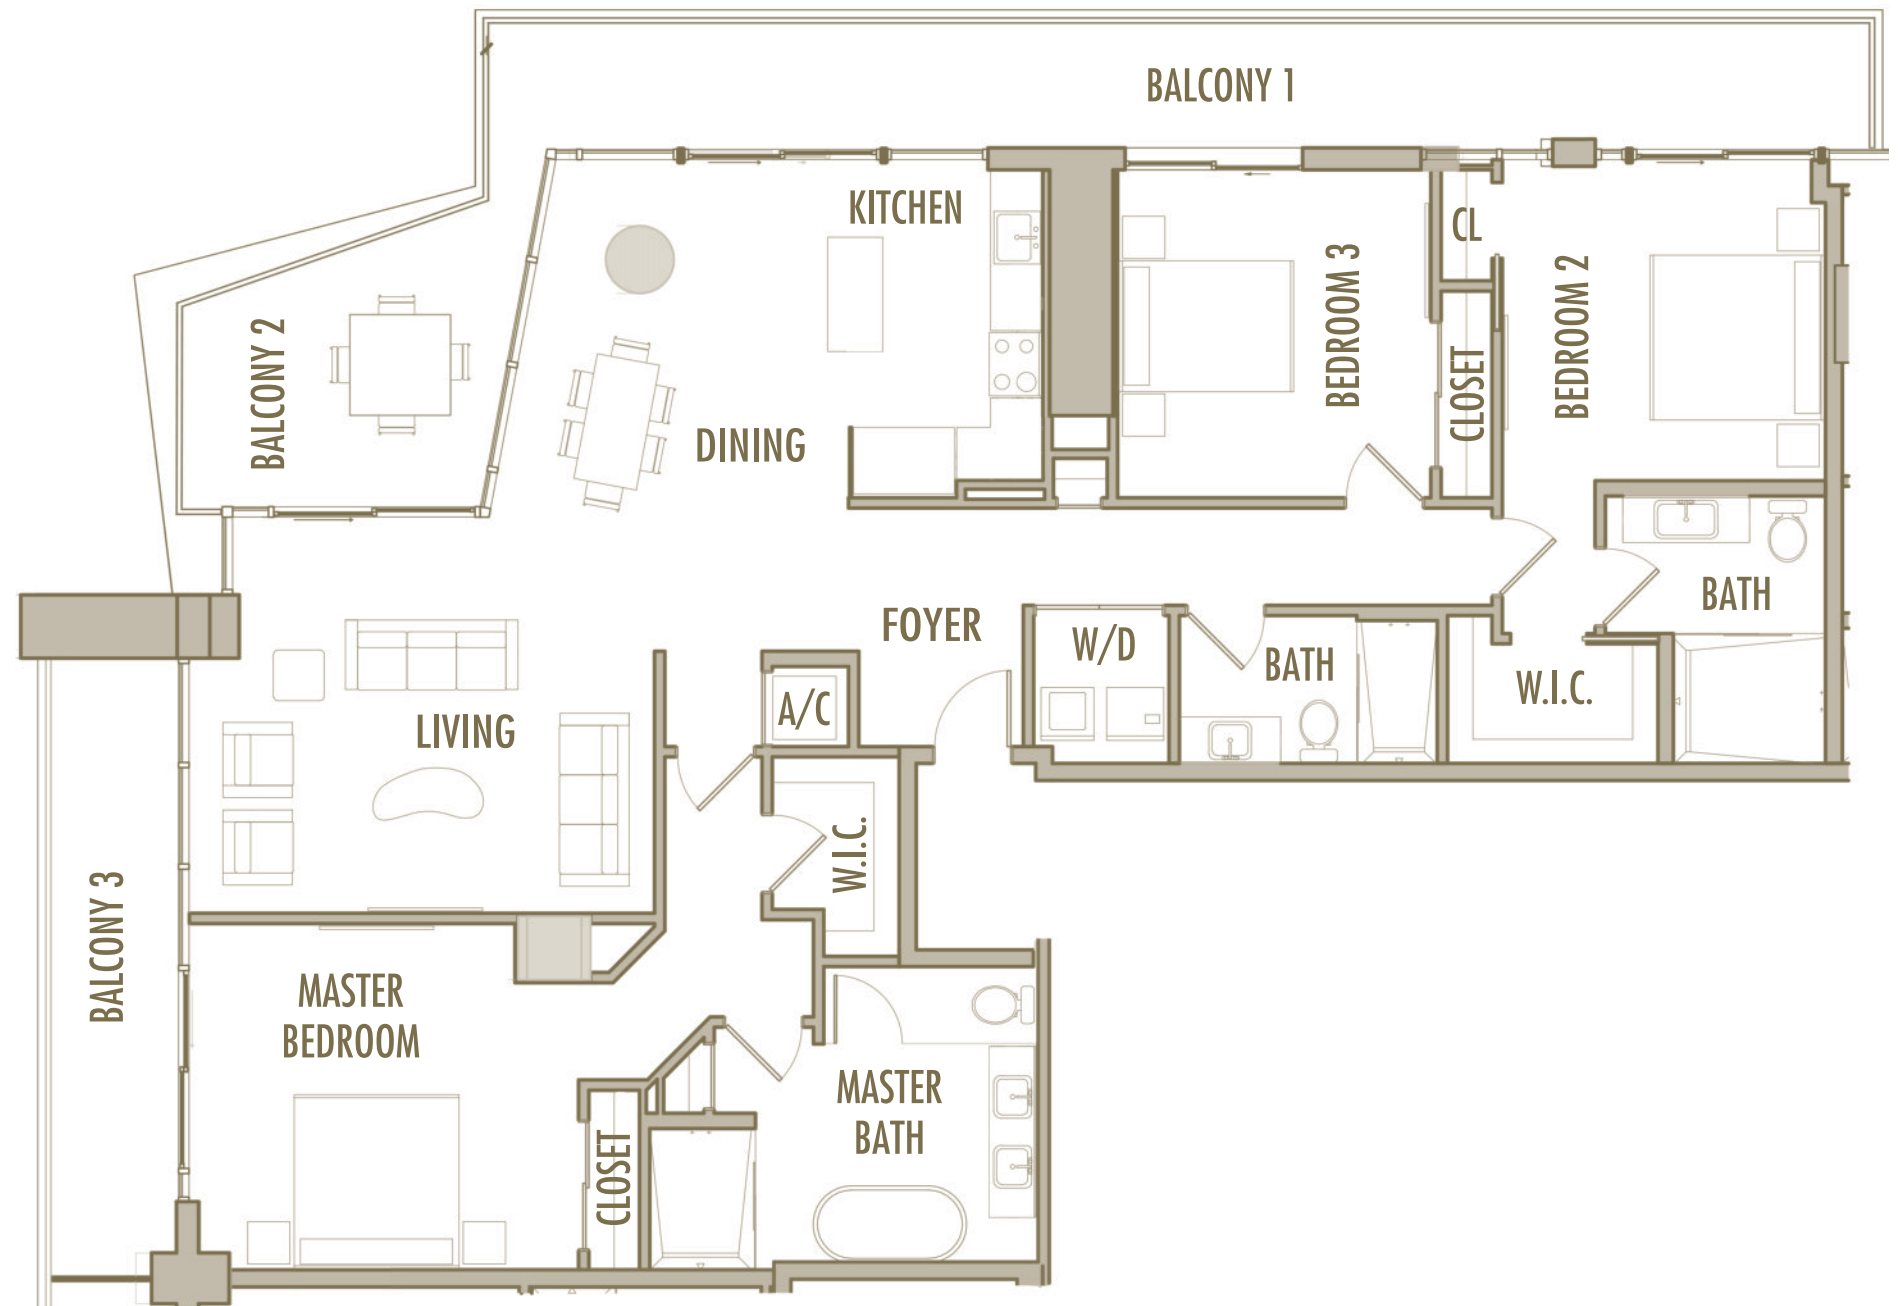 BALCONY 1
KITCHEN
CL
BEDROOM 3
BEDROOM 2
BALCONY 2
CLOSET
DINING
BATH
FOYER
W/D
BATH
W.I.C.
A/C
LIVING
W.I.C.
BALCONY 3
MASTER
BEDROOM
MASTER
BATH
CLOSET